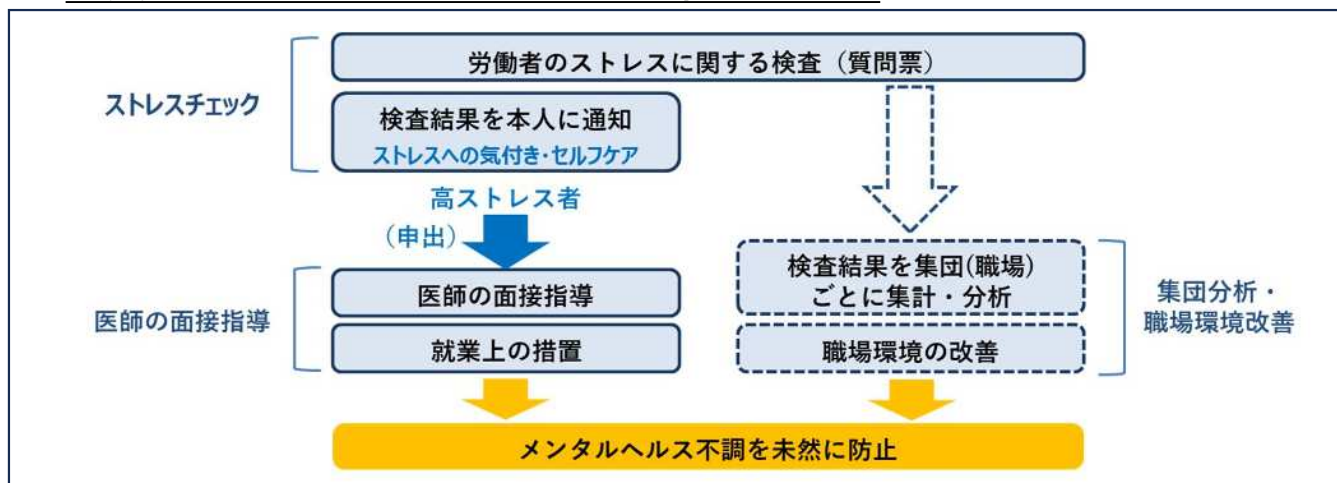 労働者のストレスに関する検査（質問票）
ストレスチェック
検査結果を本人に通知
ストレスへの気付き・セルフケア
高ストレス者
（申出）
医師の面接指導
医師の面接指導
就業上の措置
検査結果を集団(職場)
ごとに集計・分析
職場環境の改善
集団分析・
職場環境改善
メンタルヘルス不調を未然に防止